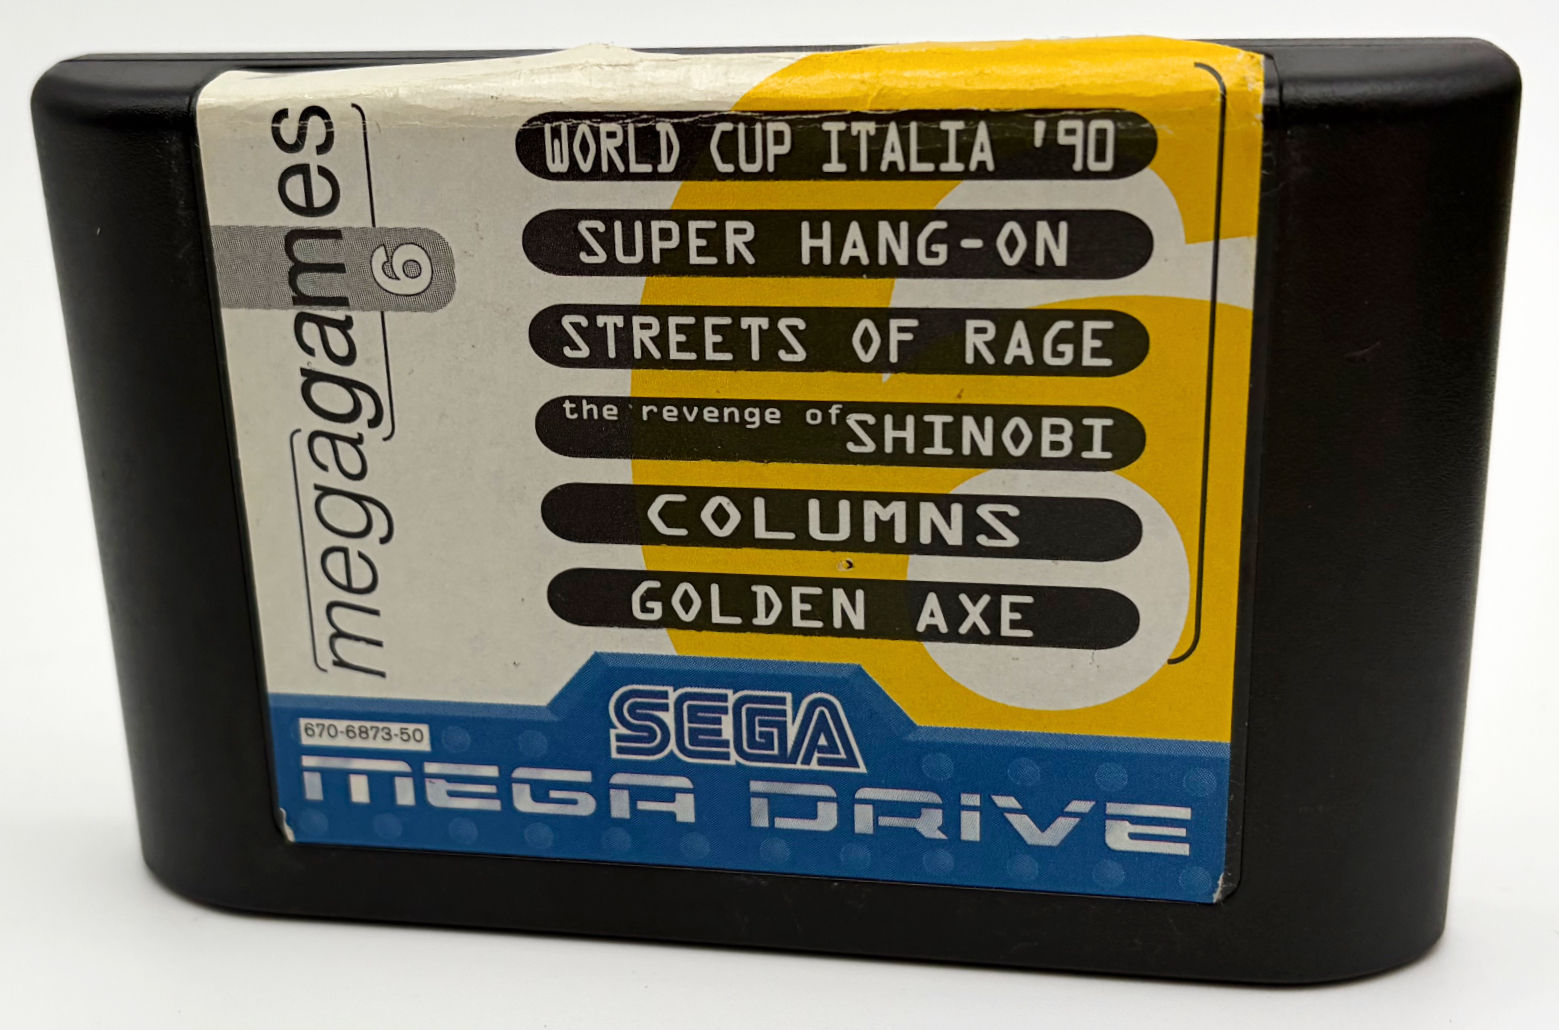 megagames
6
WORLD CUP ITALIA '90
SUPER HANG-ON
STREETS OF RAGE
the revenge of SHINOBI
COLUMNS
GOLDEN AXE
SEGA
670-6873-50
MEGA DRIVE